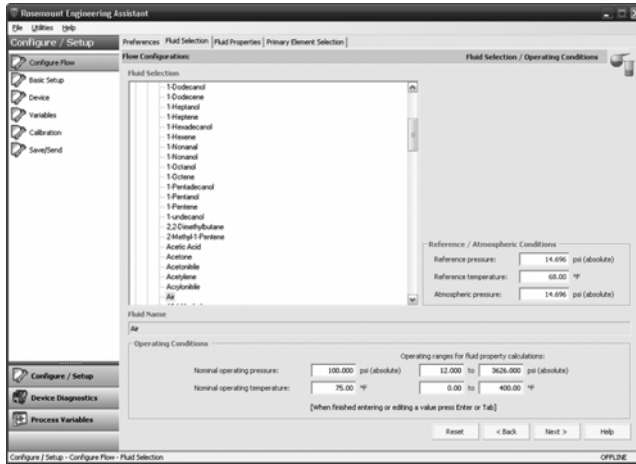 Rosemount Engineering Assistant
File Utilities Help
Configure / Setup
Preferences Fluid Selection Fluid Properties Primary Element Selection
Configure Flow
Basic Setup
Device
Variables
Calibration
Save/Send
Flow Configuration: Fluid Selection / Operating Conditions
Fluid Selection
1-Dodecanol
1-Dodecene
1-Heptanol
1-Heptene
1-Hexadecanol
1-Hexene
1-Nonanal
1-Nonanol
1-Octanol
1-Octene
1-Pentadecanol
1-Pentanol
1-Pentene
1-undecanol
2,2-Dimethylbutane
2-Methyl-1-Pentene
Acetic Acid
Acetone
Acetonitrile
Acetylene
Acrylonitrile
Air
Reference / Atmospheric Conditions
Reference pressure: 14.696 psi (absolute)
Reference temperature: 68.00 °F
Atmospheric pressure: 14.696 psi (absolute)
Fluid Name
Air
Operating Conditions
Operating ranges for fluid property calculations:
Nominal operating pressure: 100.000 psi (absolute) 12.000 to 3626.000 psi (absolute)
Nominal operating temperature: 75.00 °F 0.00 to 400.00 °F
[When finished entering or editing a value press Enter or Tab]
Reset < Back Next > Help
Configure / Setup
Device Diagnostics
Process Variables
Configure / Setup - Configure Flow - Fluid Selection OFFLINE